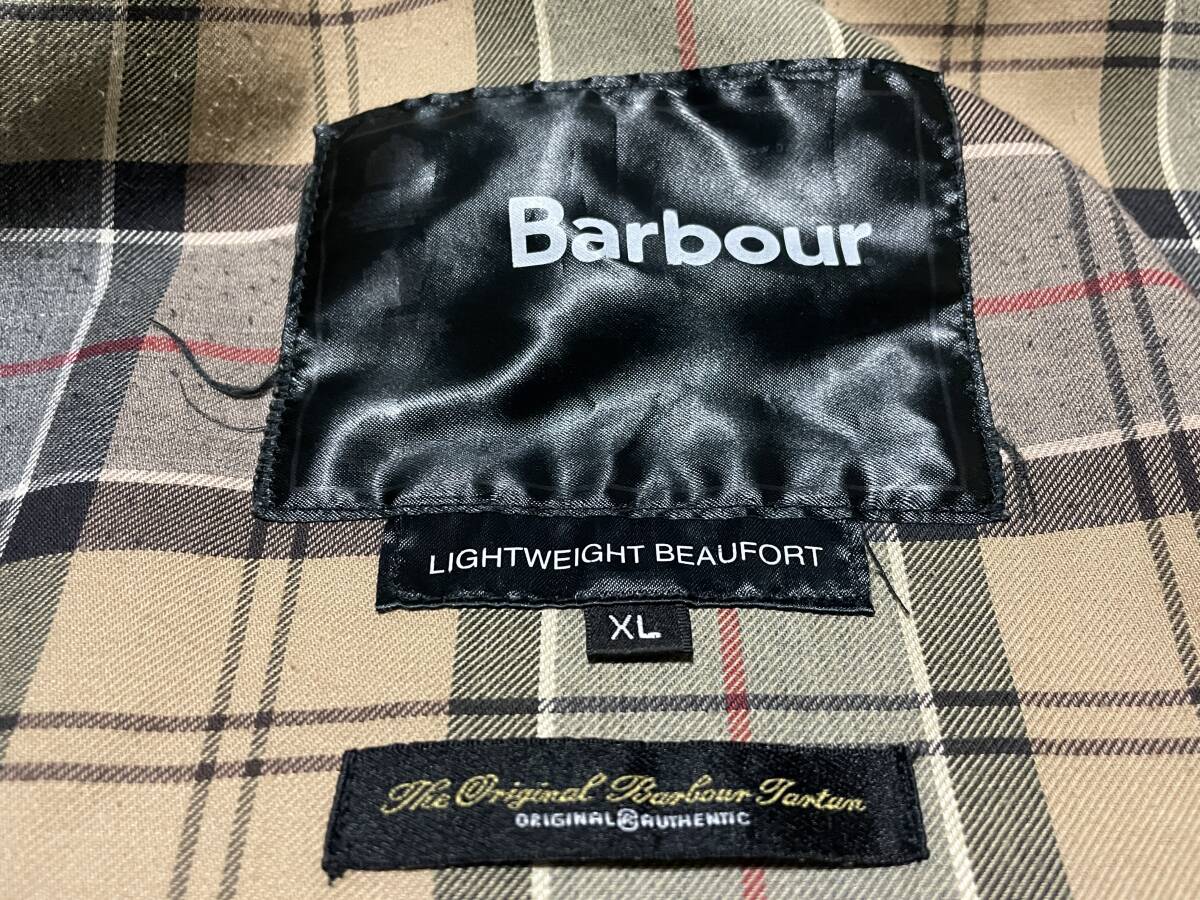 Barbour
LIGHTWEIGHT BEAUFORT
XL
The Original Barbour Tartan
ORIGINAL ® AUTHENTIC